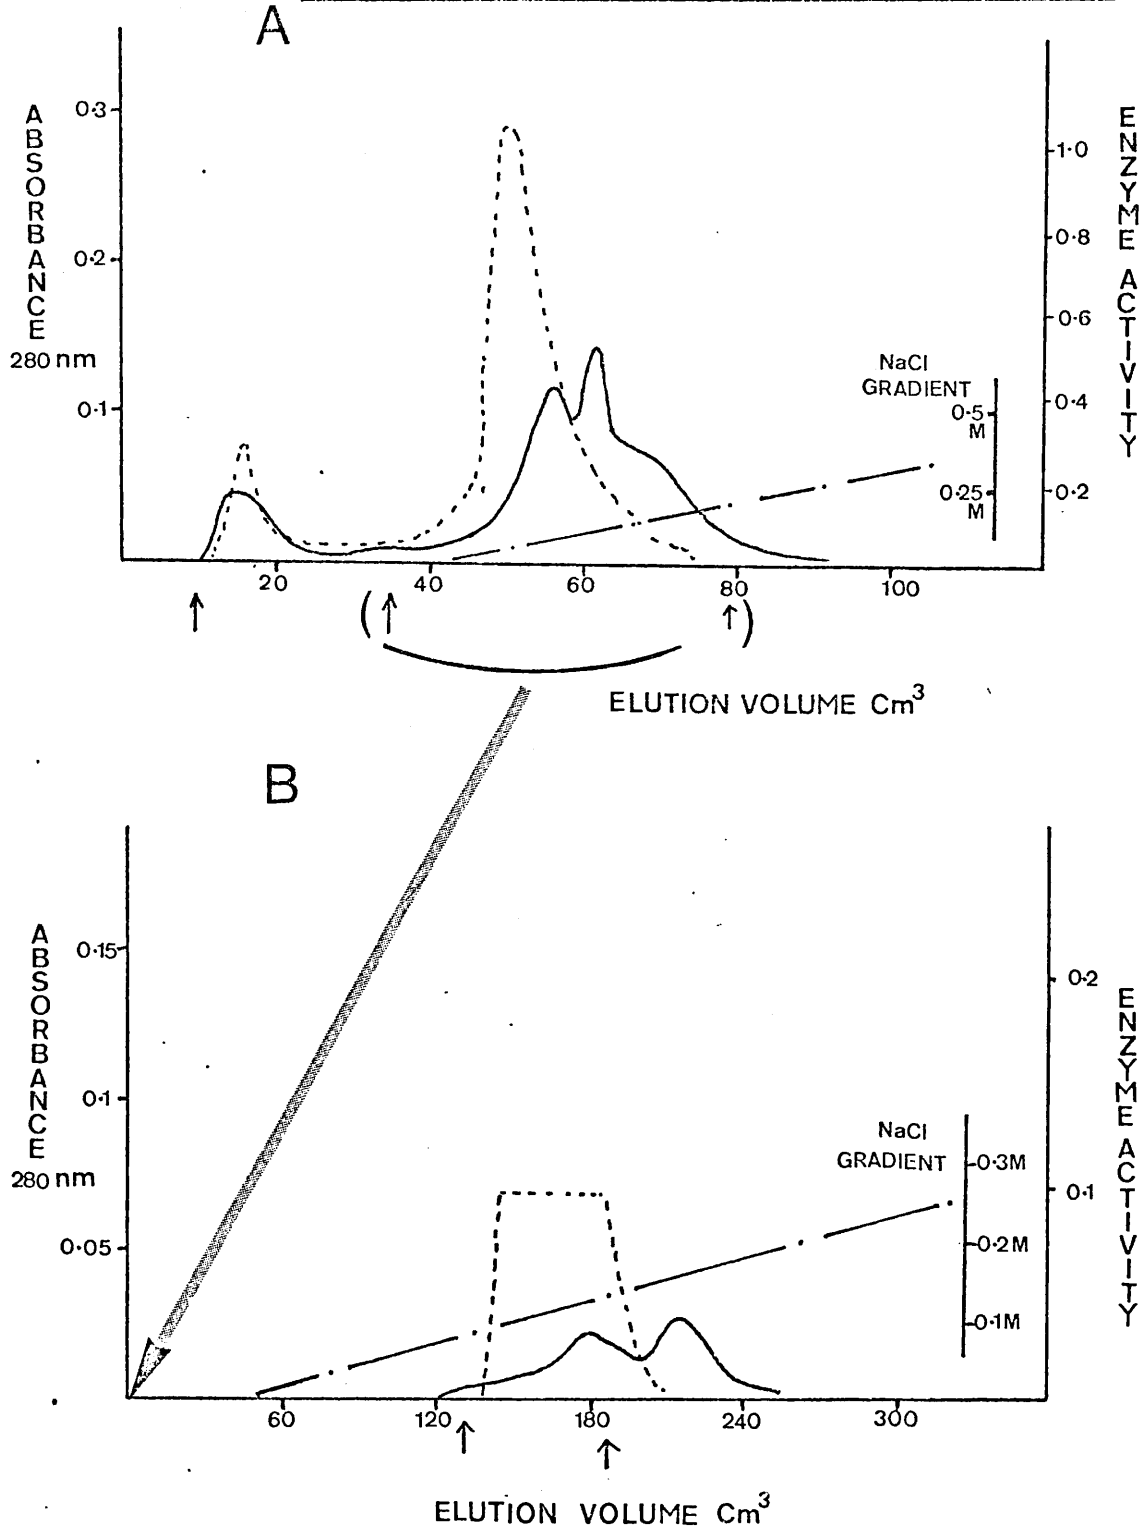 A
ABSORBANCE
280 nm
0·3
0·2
0·1
ENZYME ACTIVITY
1·0
0·8
0·6
0·4
0·2
NaCl
GRADIENT
0·5
M
0·25
M
20 40 60 80 100
( )
ELUTION VOLUME Cm³
B
ABSORBANCE
280 nm
0·15
0·1
0·05
ENZYME ACTIVITY
0·2
0·1
NaCl
GRADIENT
0·3M
0·2M
0·1M
60 120 180 240 300
ELUTION VOLUME Cm³